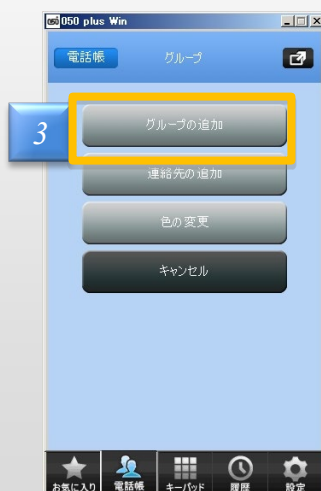 050 plus Win
電話帳 グループ
3 グループの追加
連絡先の追加
色の変更
キャンセル
お気に入り 電話帳 キーパッド 履歴 設定